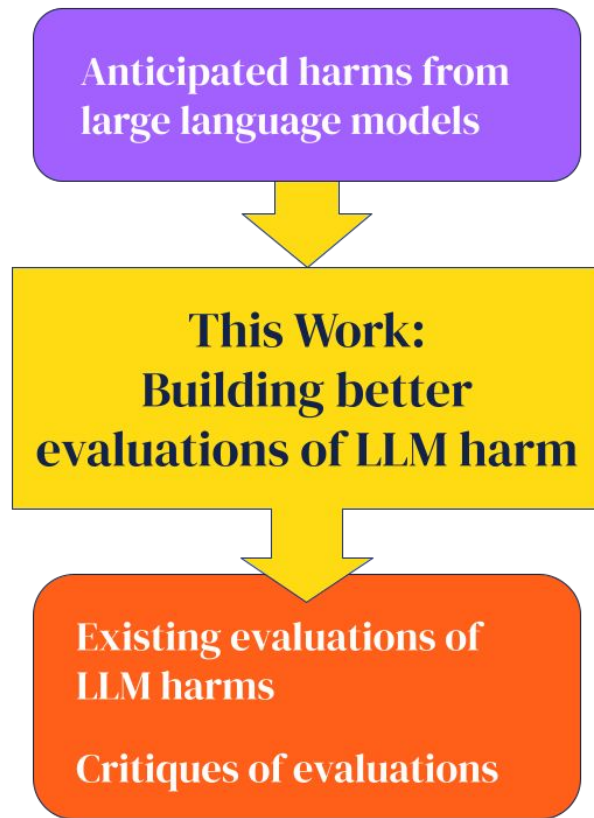 Anticipated harms from
large language models
This Work:
Building better
evaluations of LLM harm
Existing evaluations of
LLM harms
Critiques of evaluations